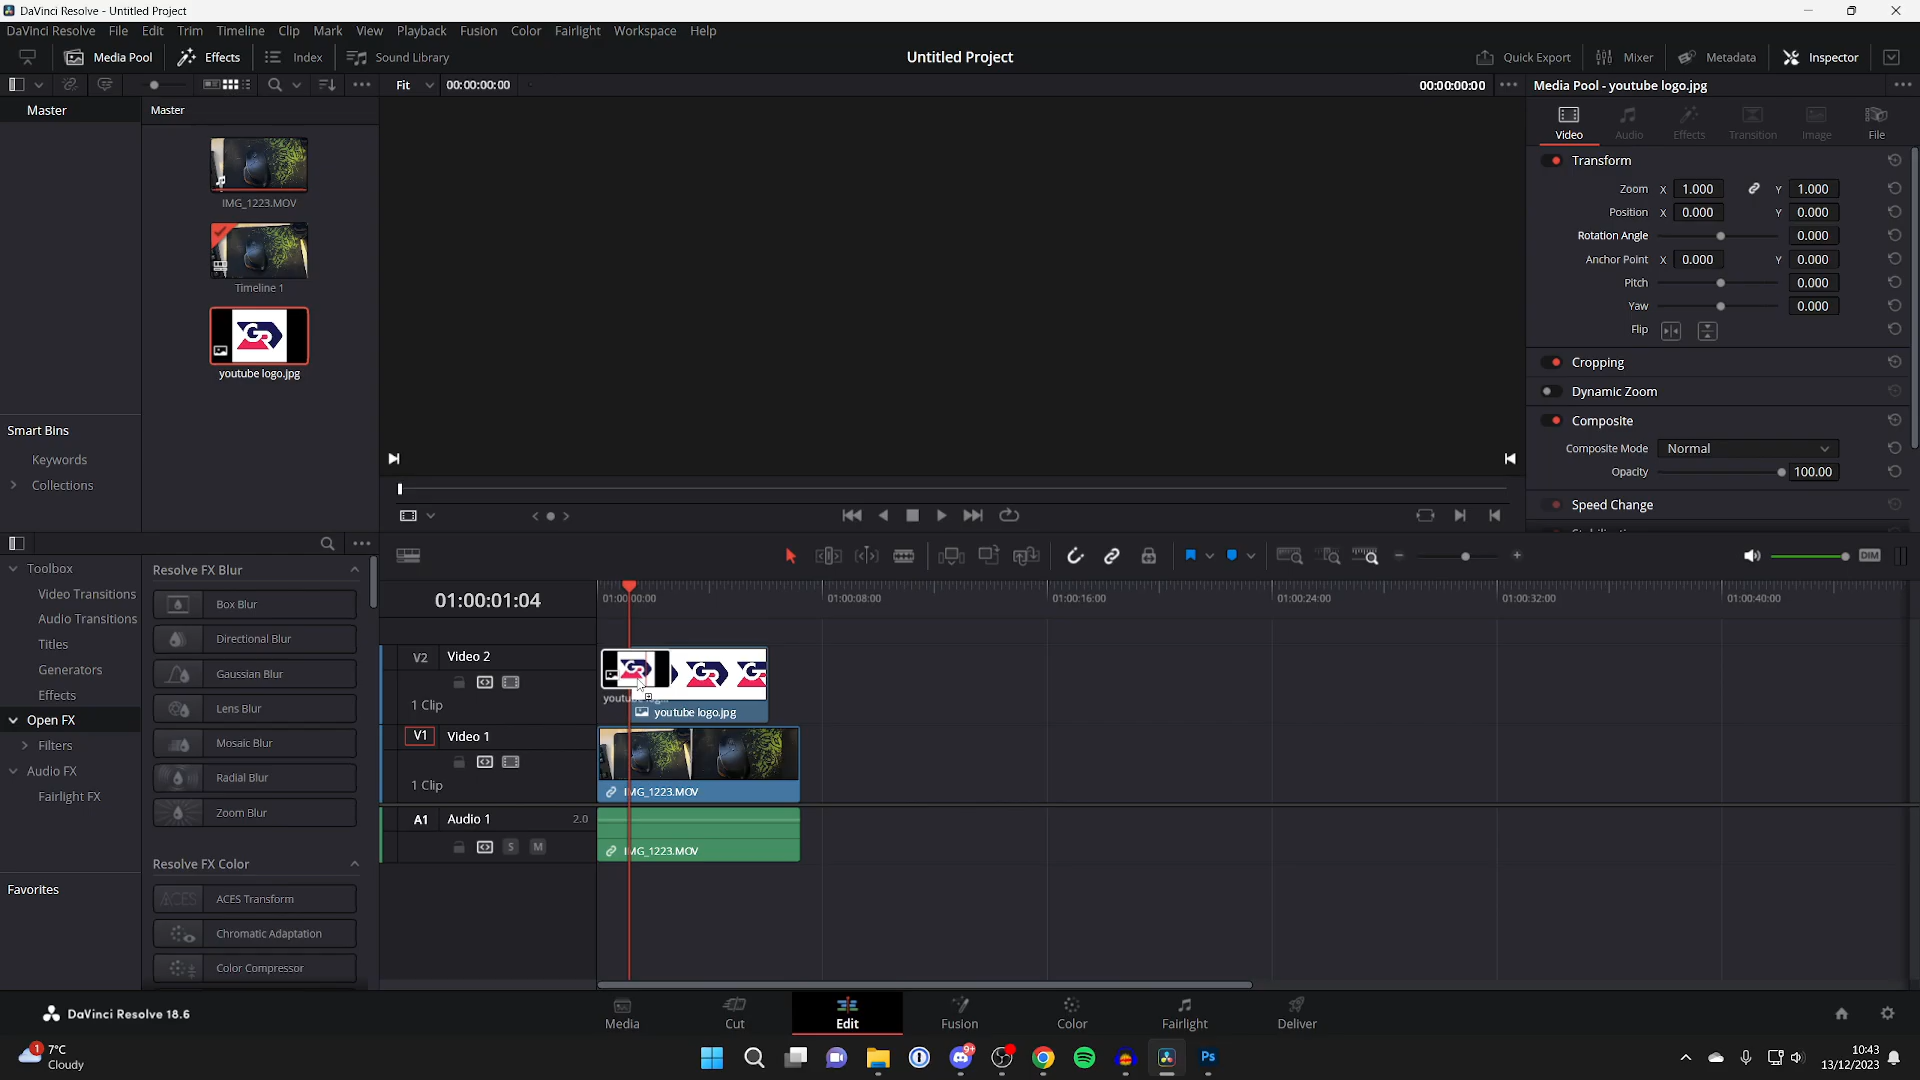 DaVinci Resolve - Untitled Project
DaVinci Resolve File Edit Trim Timeline Clip Mark View Playback Fusion Color Fairlight Workspace Help
Media Pool Effects Index Sound Library Untitled Project Quick Export Mixer Metadata Inspector
Fit 00:00:00:00 00:00:00:00 Media Pool - youtube logo.jpg
Master Master
Video Audio Effects Transition Image File
Transform
Zoom X 1.000 Y 1.000
IMG_1223.MOV
Position X 0.000 Y 0.000
Rotation Angle 0.000
Anchor Point X 0.000 Y 0.000
Pitch 0.000
Timeline 1
Yaw 0.000
Flip
GR
youtube logo.jpg
Cropping
Dynamic Zoom
Composite
Composite Mode Normal
Opacity 100.00
Speed Change
Smart Bins
Keywords
Collections
Toolbox
Video Transitions
Audio Transitions
Titles
Generators
Effects
Open FX
Filters
Audio FX
Fairlight FX
Favorites
Resolve FX Blur
Box Blur
Directional Blur
Gaussian Blur
Lens Blur
Mosaic Blur
Radial Blur
Zoom Blur
Resolve FX Color
ACES Transform
Chromatic Adaptation
Color Compressor
DIM
01:00:01:04 01:00:00:00 01:00:08:00 01:00:16:00 01:00:24:00 01:00:32:00 01:00:40:00
V2 Video 2
GR GR
1 Clip
youtube logo.jpg
V1 Video 1
1 Clip
IMG_1223.MOV
A1 Audio 1 2.0
S M
IMG_1223.MOV
DaVinci Resolve 18.6
Media Cut Edit Fusion Color Fairlight Deliver
1 7°C
Cloudy
9+
Ps
10:43
13/12/2023